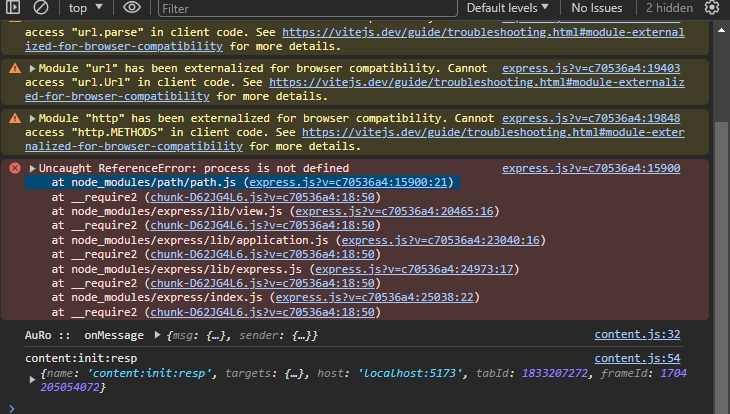 top
Filter
Default levels
No Issues
2 hidden
access "url.parse" in client code. See https://vitejs.dev/guide/troubleshooting.html#module-external
ized-for-browser-compatibility for more details.
Module "url" has been externalized for browser compatibility. Cannot express.js?v=c70536a4:19403
access "url.Url" in client code. See https://vitejs.dev/guide/troubleshooting.html#module-externaliz
ed-for-browser-compatibility for more details.
Module "http" has been externalized for browser compatibility. Cannot express.js?v=c70536a4:19848
access "http.METHODS" in client code. See https://vitejs.dev/guide/troubleshooting.html#module-exter
nalized-for-browser-compatibility for more details.
Uncaught ReferenceError: process is not defined express.js?v=c70536a4:15900
at node_modules/path/path.js (express.js?v=c70536a4:15900:21)
at __require2 (chunk-D62JG4L6.js?v=c70536a4:18:50)
at node_modules/express/lib/view.js (express.js?v=c70536a4:20465:16)
at __require2 (chunk-D62JG4L6.js?v=c70536a4:18:50)
at node_modules/express/lib/application.js (express.js?v=c70536a4:23040:16)
at __require2 (chunk-D62JG4L6.js?v=c70536a4:18:50)
at node_modules/express/lib/express.js (express.js?v=c70536a4:24973:17)
at __require2 (chunk-D62JG4L6.js?v=c70536a4:18:50)
at node_modules/express/index.js (express.js?v=c70536a4:25038:22)
at __require2 (chunk-D62JG4L6.js?v=c70536a4:18:50)
AuRo :: onMessage {msg: {…}, sender: {…}} content.js:32
content:init:resp content.js:54
{name: 'content:init:resp', targets: {…}, host: 'localhost:5173', tabId: 1833207272, frameId: 1704
205054072}